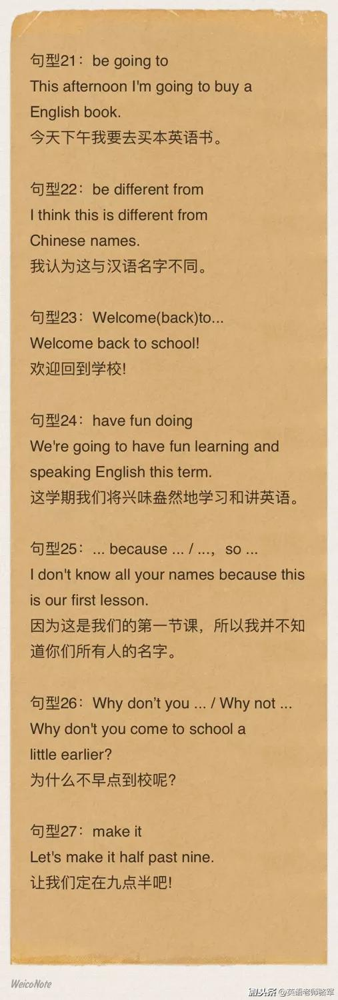 句型21：be going to
This afternoon I'm going to buy a
English book.
今天下午我要去买本英语书。
句型22：be different from
I think this is different from
Chinese names.
我认为这与汉语名字不同。
句型23：Welcome(back)to...
Welcome back to school!
欢迎回到学校!
句型24：have fun doing
We're going to have fun learning and
speaking English this term.
这学期我们将兴味盎然地学习和讲英语。
句型25：... because ... / ...，so ...
I don't know all your names because this
is our first lesson.
因为这是我们的第一节课，所以我并不知
道你们所有人的名字。
句型26：Why don’t you ... / Why not ...
Why don't you come to school a
little earlier?
为什么不早点到校呢?
句型27：make it
Let's make it half past nine.
让我们定在九点半吧!
WeicoNote
头条 @英语老师骆军